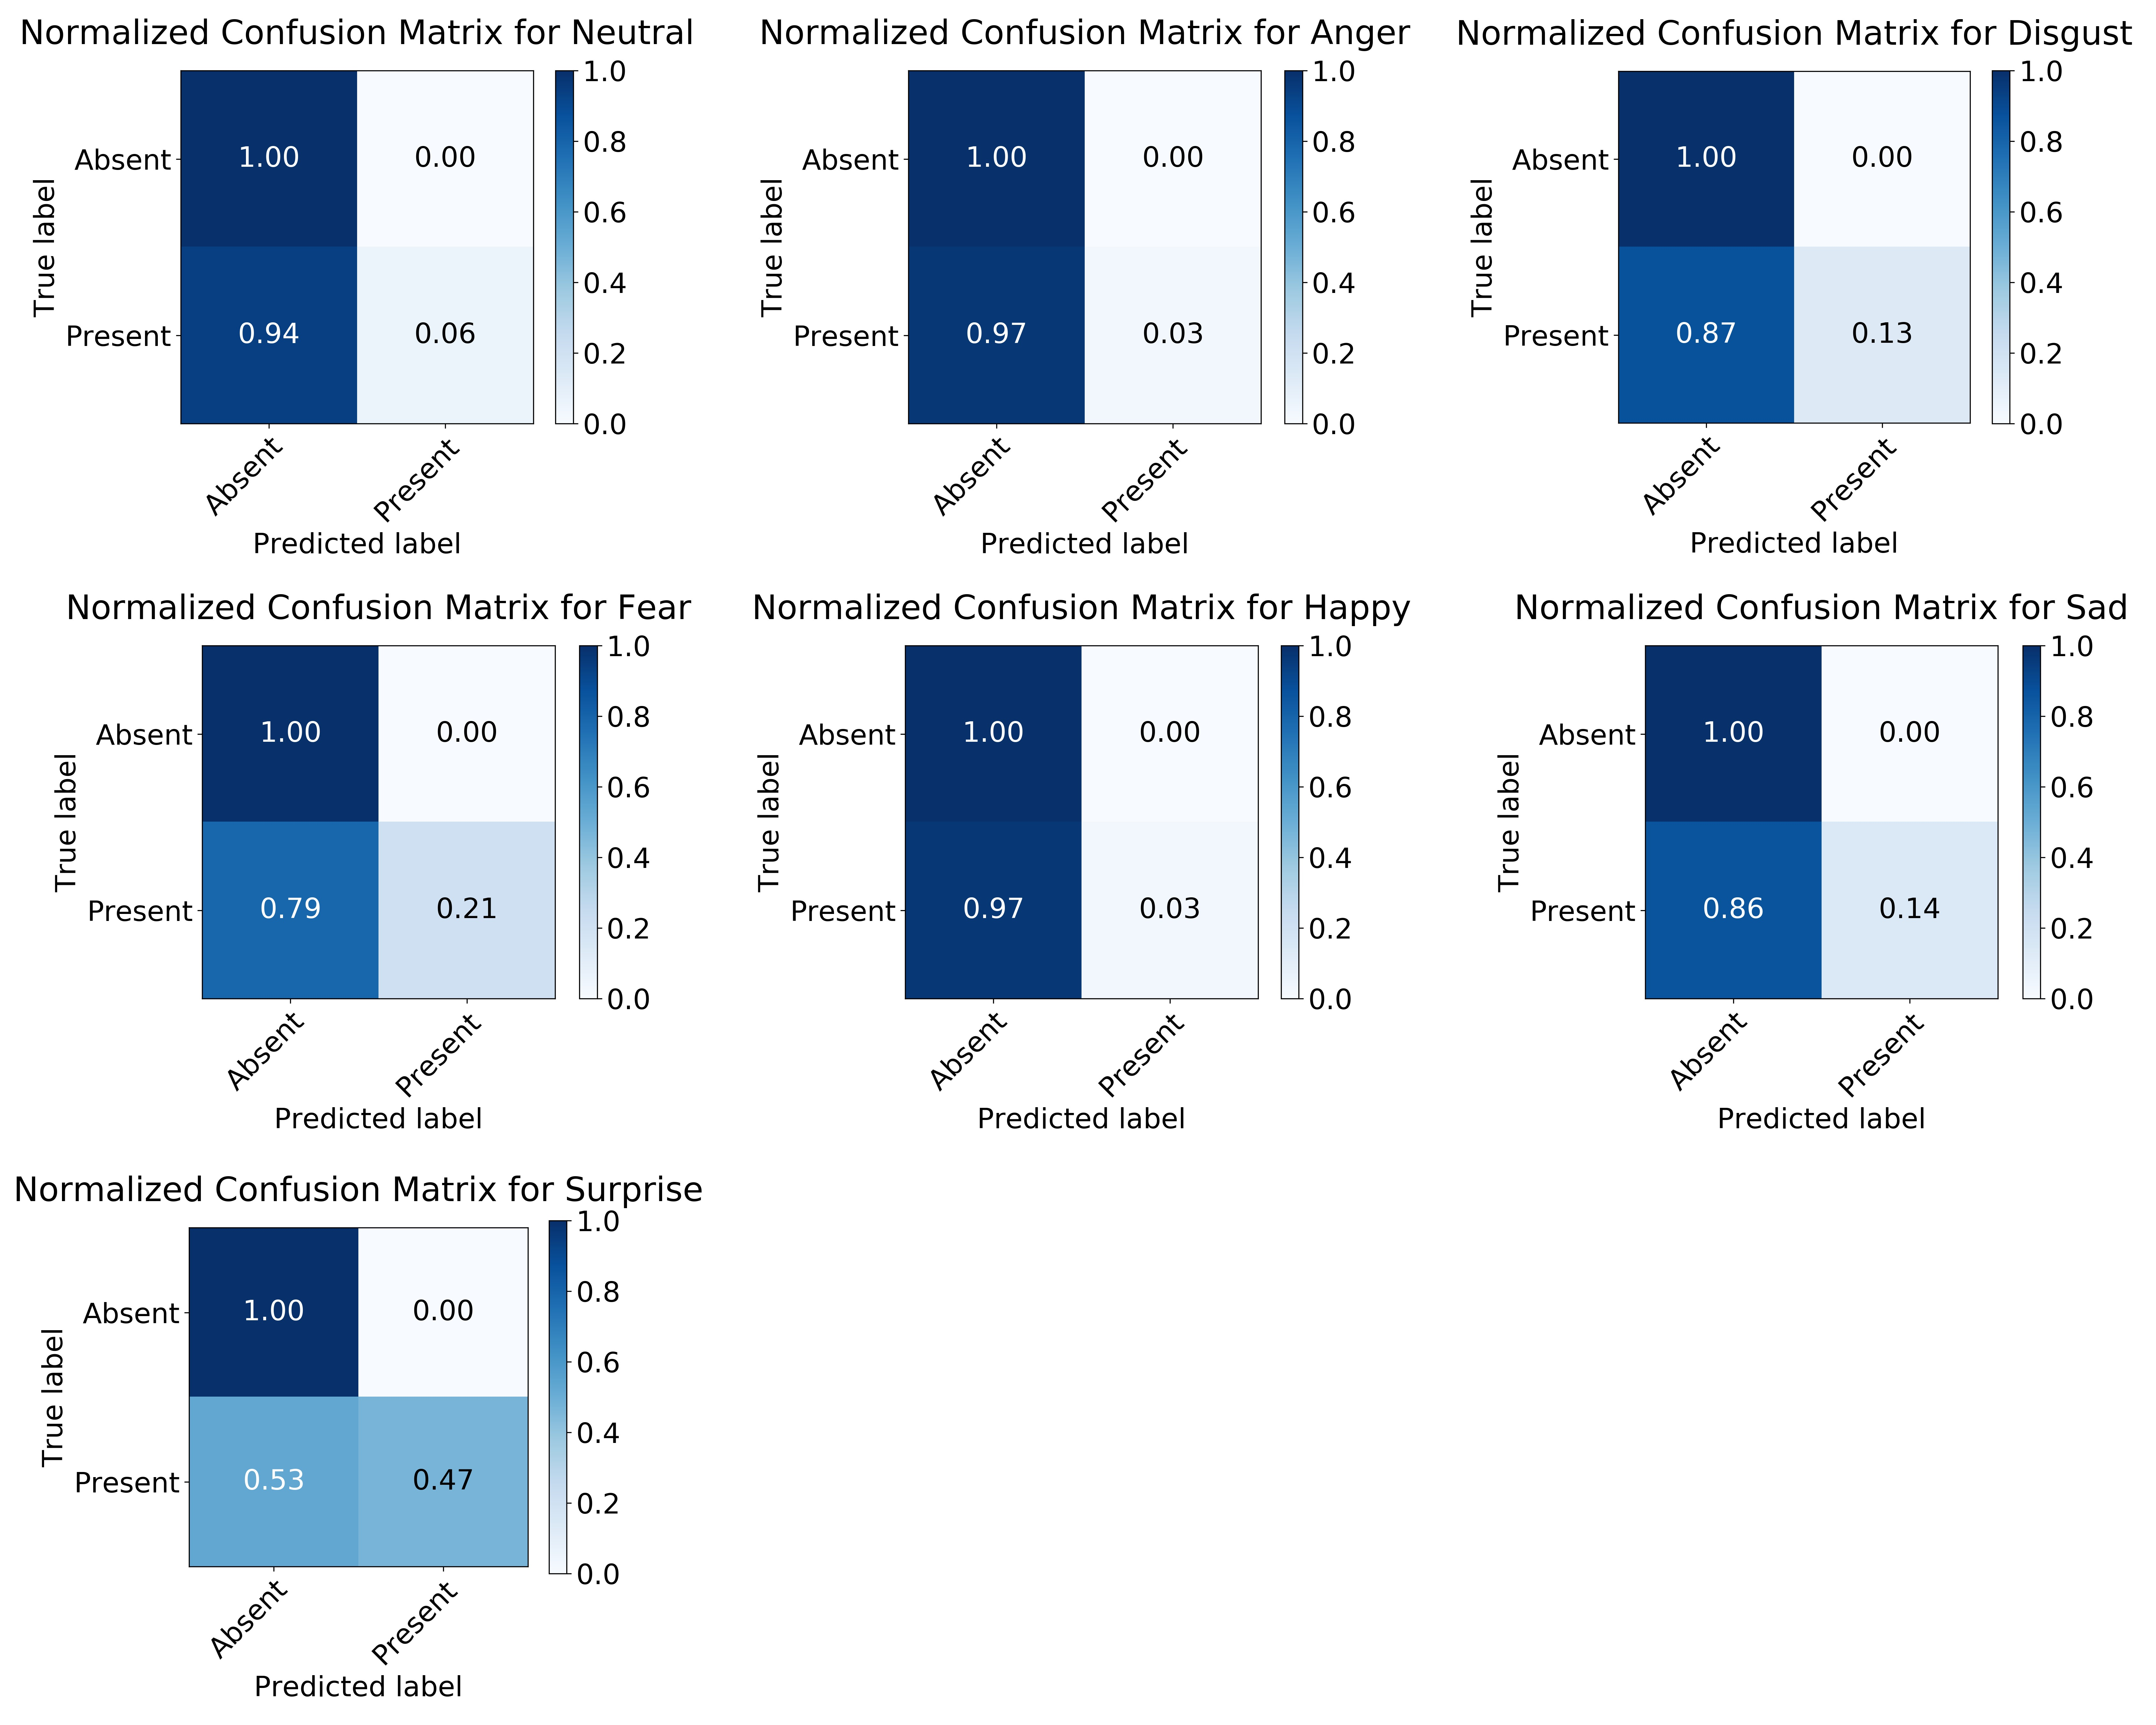 Normalized Confusion Matrix for Neutral
1.0
0.8
0.6
0.4
0.2
0.0
True label
Absent
Present
1.00
0.00
0.94
0.06
Absent
Present
Predicted label
Normalized Confusion Matrix for Anger
1.0
0.8
0.6
0.4
0.2
0.0
True label
Absent
Present
1.00
0.00
0.97
0.03
Absent
Present
Predicted label
Normalized Confusion Matrix for Disgust
1.0
0.8
0.6
0.4
0.2
0.0
True label
Absent
Present
1.00
0.00
0.87
0.13
Absent
Present
Predicted label
Normalized Confusion Matrix for Fear
1.0
0.8
0.6
0.4
0.2
0.0
True label
Absent
Present
1.00
0.00
0.79
0.21
Absent
Present
Predicted label
Normalized Confusion Matrix for Happy
1.0
0.8
0.6
0.4
0.2
0.0
True label
Absent
Present
1.00
0.00
0.97
0.03
Absent
Present
Predicted label
Normalized Confusion Matrix for Sad
1.0
0.8
0.6
0.4
0.2
0.0
True label
Absent
Present
1.00
0.00
0.86
0.14
Absent
Present
Predicted label
Normalized Confusion Matrix for Surprise
1.0
0.8
0.6
0.4
0.2
0.0
True label
Absent
Present
1.00
0.00
0.53
0.47
Absent
Present
Predicted label